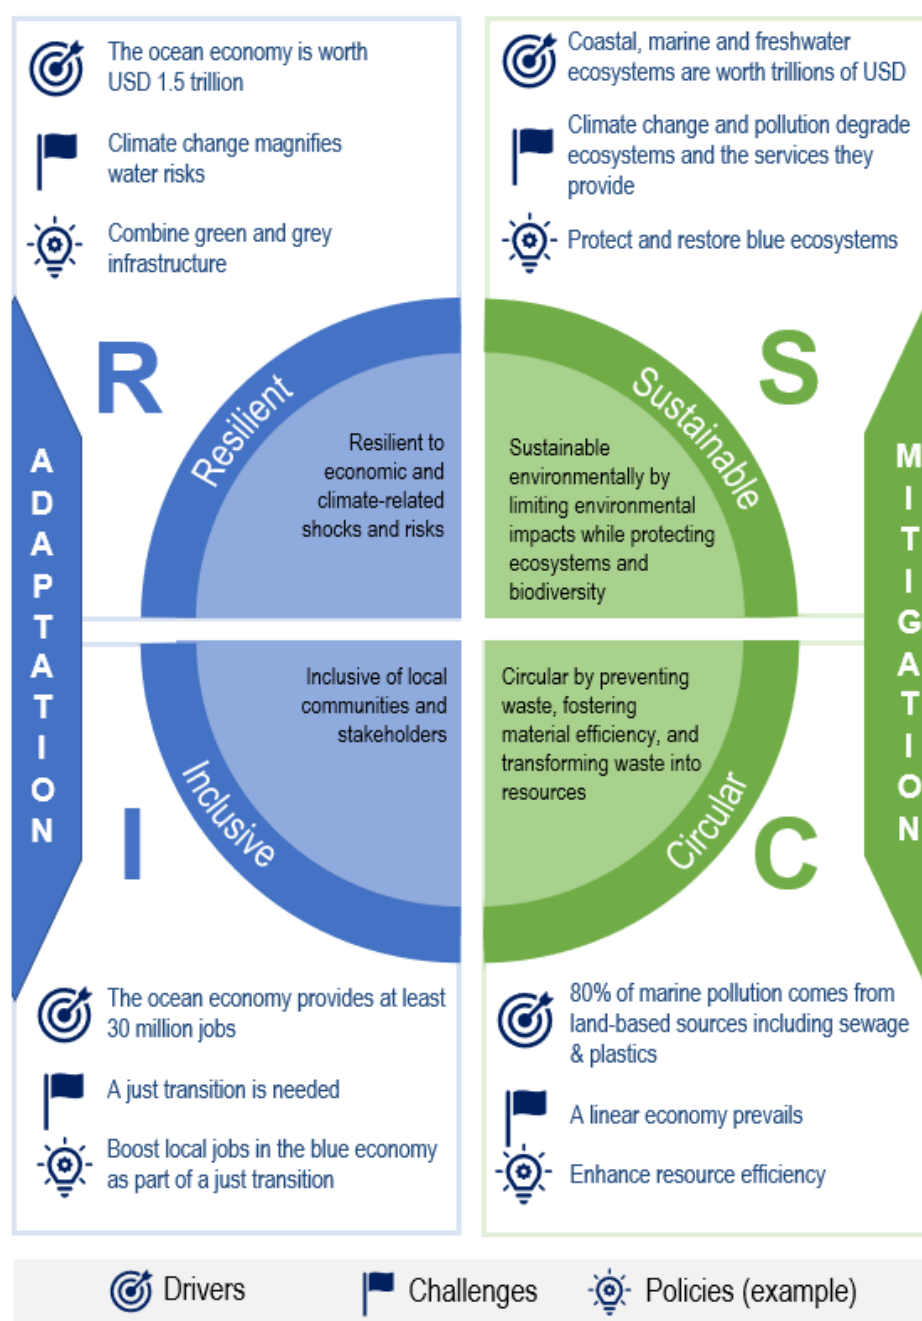 The ocean economy is worth
USD 1.5 trillion
Climate change magnifies
water risks
Combine green and grey
infrastructure
Coastal, marine and freshwater
ecosystems are worth trillions of USD
Climate change and pollution degrade
ecosystems and the services they
provide
Protect and restore blue ecosystems
ADAPTATION
R
Resilient
Resilient to
economic and
climate-related
shocks and risks
S
Sustainable
Sustainable
environmentally by
limiting environmental
impacts while protecting
ecosystems and
biodiversity
MITIGATION
I
Inclusive
Inclusive of local
communities and
stakeholders
C
Circular
Circular by preventing
waste, fostering
material efficiency, and
transforming waste into
resources
The ocean economy provides at least
30 million jobs
A just transition is needed
Boost local jobs in the blue economy
as part of a just transition
80% of marine pollution comes from
land-based sources including sewage
& plastics
A linear economy prevails
Enhance resource efficiency
Drivers
Challenges
Policies (example)